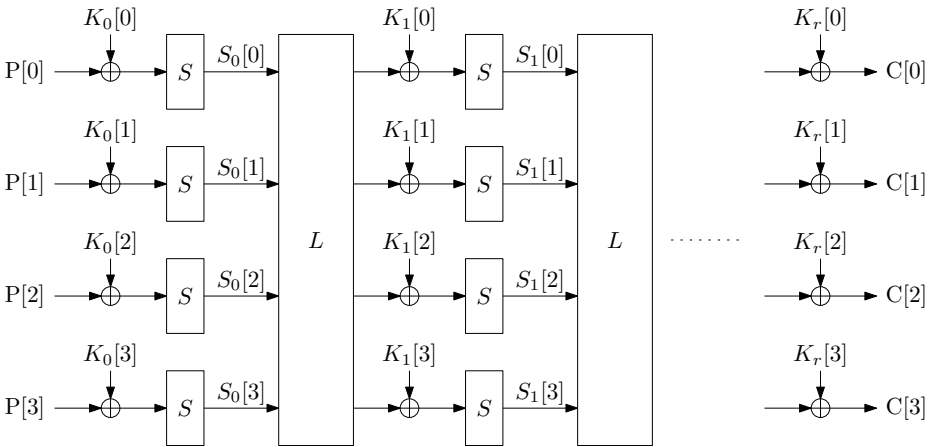 K_0[0] K_1[0] K_r[0]
P[0] S S_0[0] S S_1[0] C[0]
K_0[1] K_1[1] K_r[1]
P[1] S S_0[1] S S_1[1] C[1]
L L ........
K_0[2] K_1[2] K_r[2]
P[2] S S_0[2] S S_1[2] C[2]
K_0[3] K_1[3] K_r[3]
P[3] S S_0[3] S S_1[3] C[3]